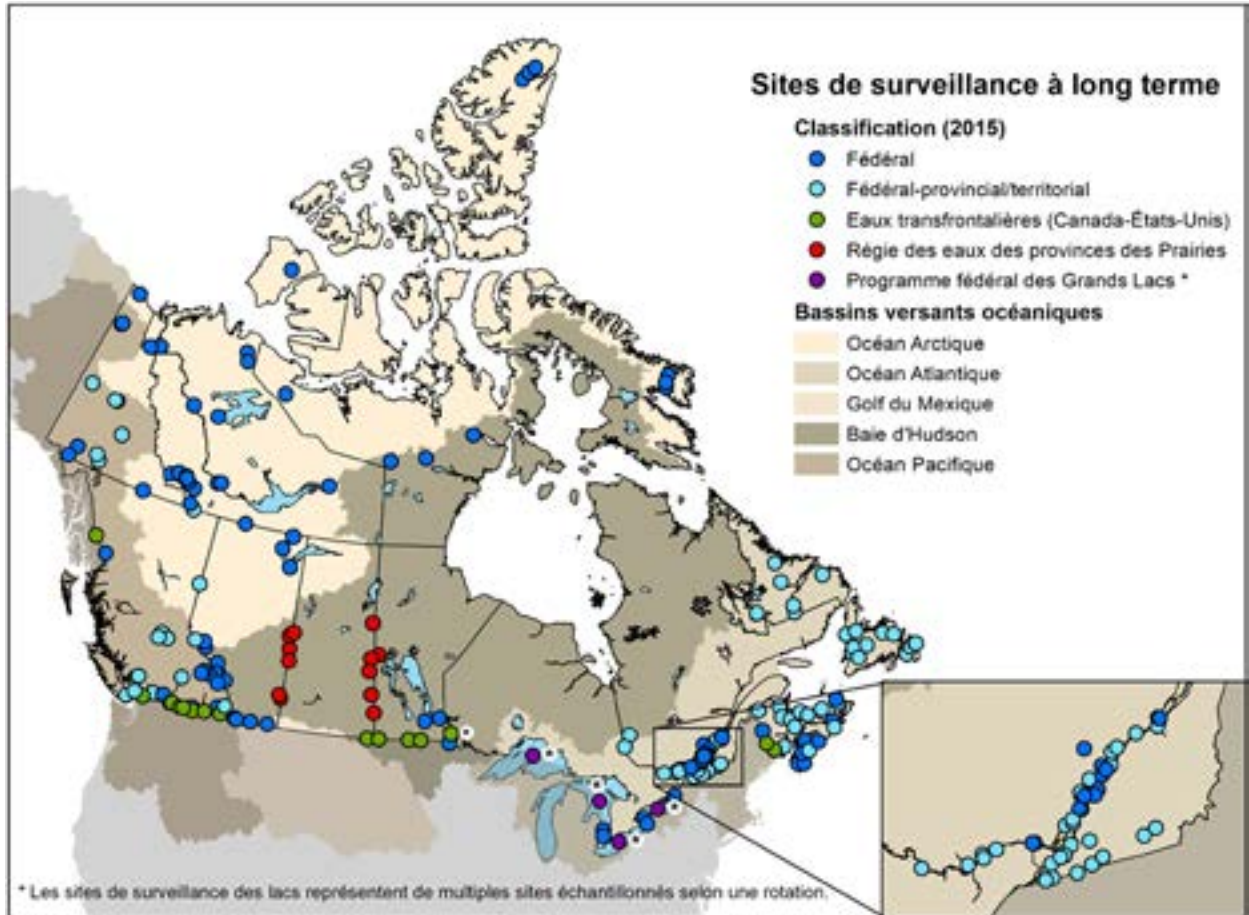 Sites de surveillance à long terme
Classification (2015)
Fédéral
Fédéral-provincial/territorial
Eaux transfrontalières (Canada-États-Unis)
Régie des eaux des provinces des Prairies
Programme fédéral des Grands Lacs *
Bassins versants océaniques
Océan Arctique
Océan Atlantique
Golf du Mexique
Baie d'Hudson
Océan Pacifique
* Les sites de surveillance des lacs représentent de multiples sites échantillonnés selon une rotation.